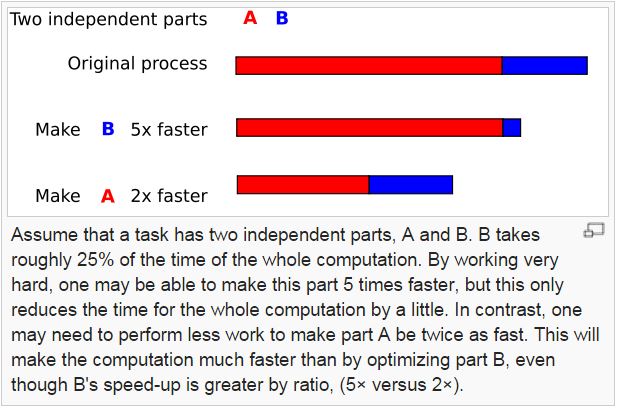 Two independent parts A B
Original process
Make B 5x faster
Make A 2x faster
Assume that a task has two independent parts, A and B. B takes
roughly 25% of the time of the whole computation. By working very
hard, one may be able to make this part 5 times faster, but this only
reduces the time for the whole computation by a little. In contrast, one
may need to perform less work to make part A be twice as fast. This will
make the computation much faster than by optimizing part B, even
though B's speed-up is greater by ratio, (5× versus 2×).